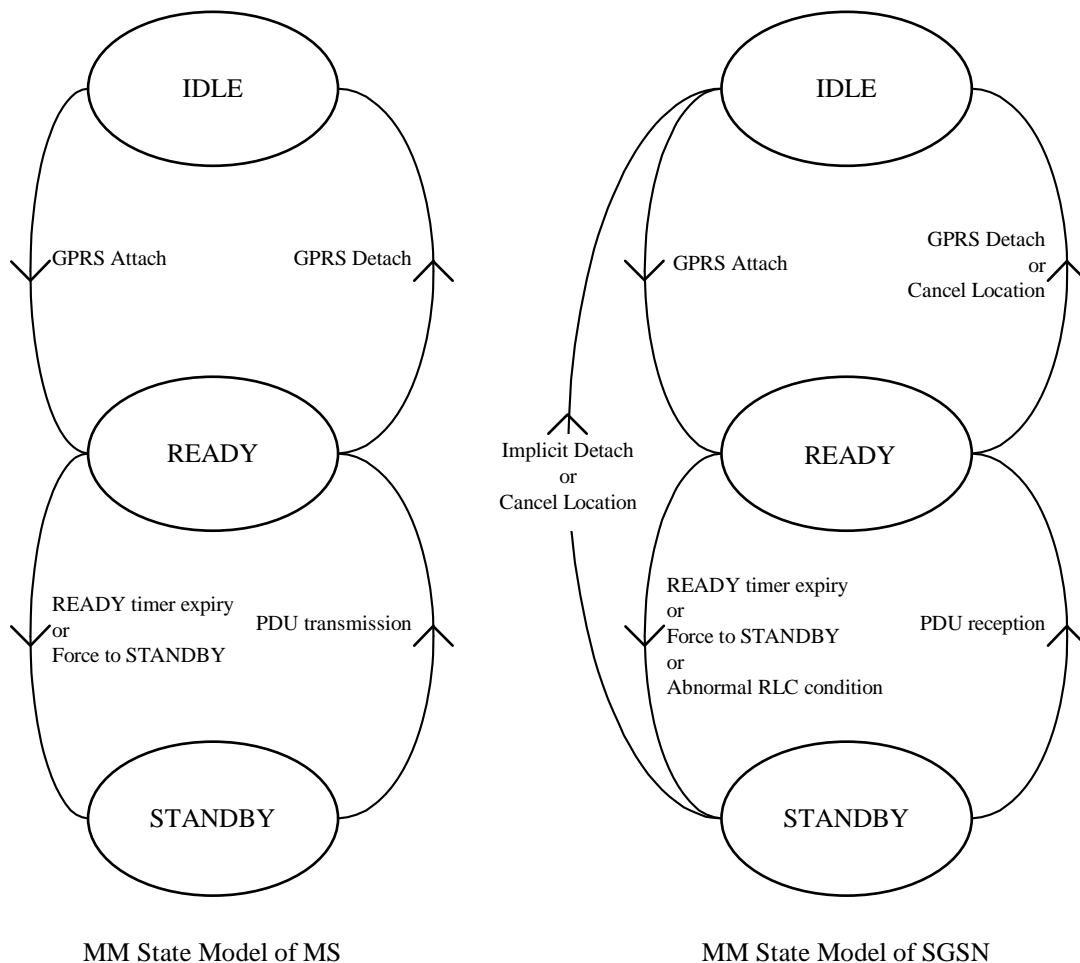 IDLE
GPRS Attach
GPRS Detach
READY
READY timer expiry
or
Force to STANDBY
PDU transmission
STANDBY
MM State Model of MS
IDLE
GPRS Attach
GPRS Detach
or
Cancel Location
Implicit Detach
or
Cancel Location
READY
READY timer expiry
or
Force to STANDBY
or
Abnormal RLC condition
PDU reception
STANDBY
MM State Model of SGSN